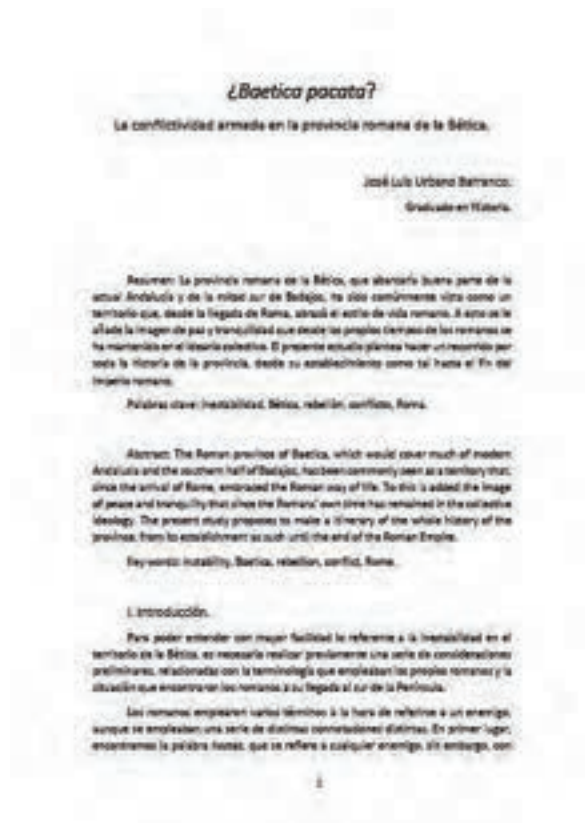 ¿Baetica pacata?
La conflictividad armada en la provincia romana de la Bética.
José Luis Urbano Barranco.
Graduado en Historia.
Resumen: La provincia romana de la Bética, que abarcaría buena parte de la
actual Andalucía y de la mitad sur de Badajoz, ha sido comúnmente visto como un
territorio que, desde la llegada de Roma, abrazó el estilo de vida romano. A esto se le
añade la imagen de paz y tranquilidad que desde los propios tiempos de los romanos se
ha mantenido en el ideario colectivo. El presente estudio plantea hacer un recorrido por
toda la historia de la provincia, desde su establecimiento como tal hasta el fin del
Imperio romano.
Palabras clave: Inestabilidad, Bética, rebelión, conflicto, Roma.
Abstract: The Roman province of Baetica, which would cover much of modern
Andalucia and the southern half of Badajoz, has been commonly seen as a territory that,
since the arrival of Rome, embraced the Roman way of life. To this is added the image
of peace and tranquility that since the Romans' own time has remained in the collective
ideology. The present study proposes to make a itinerary of the whole history of the
province, from its establishment as such until the end of the Roman Empire.
Key words: Instability, Baetica, rebellion, conflict, Rome.
I. Introducción.
Para poder entender con mayor facilidad lo referente a la inestabilidad en el
territorio de la Bética, es necesario realizar previamente una serie de consideraciones
preliminares, relacionadas con la terminología que empleaban los propios romanos y la
situación que encontraron los romanos a su llegada al sur de la Península.
Los romanos emplearon varios términos a la hora de referirse a un enemigo,
aunque se empleaban una serie de distintas connotaciones distintas. En primer lugar,
encontramos la palabra hostes, que se refiere a cualquier enemigo, sin embargo, con